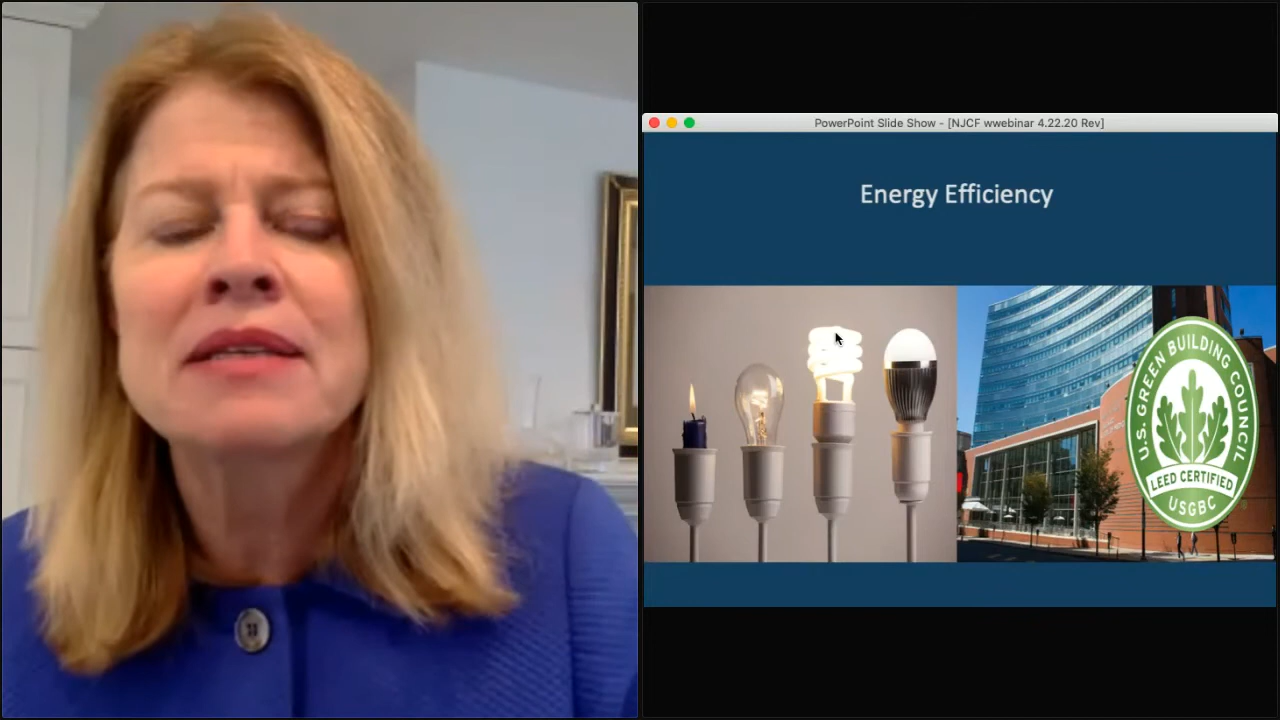 PowerPoint Slide Show - [NJCF wwebinar 4.22.20 Rev]
Energy Efficiency
U.S. GREEN BUILDING COUNCIL
LEED CERTIFIED
USGBC